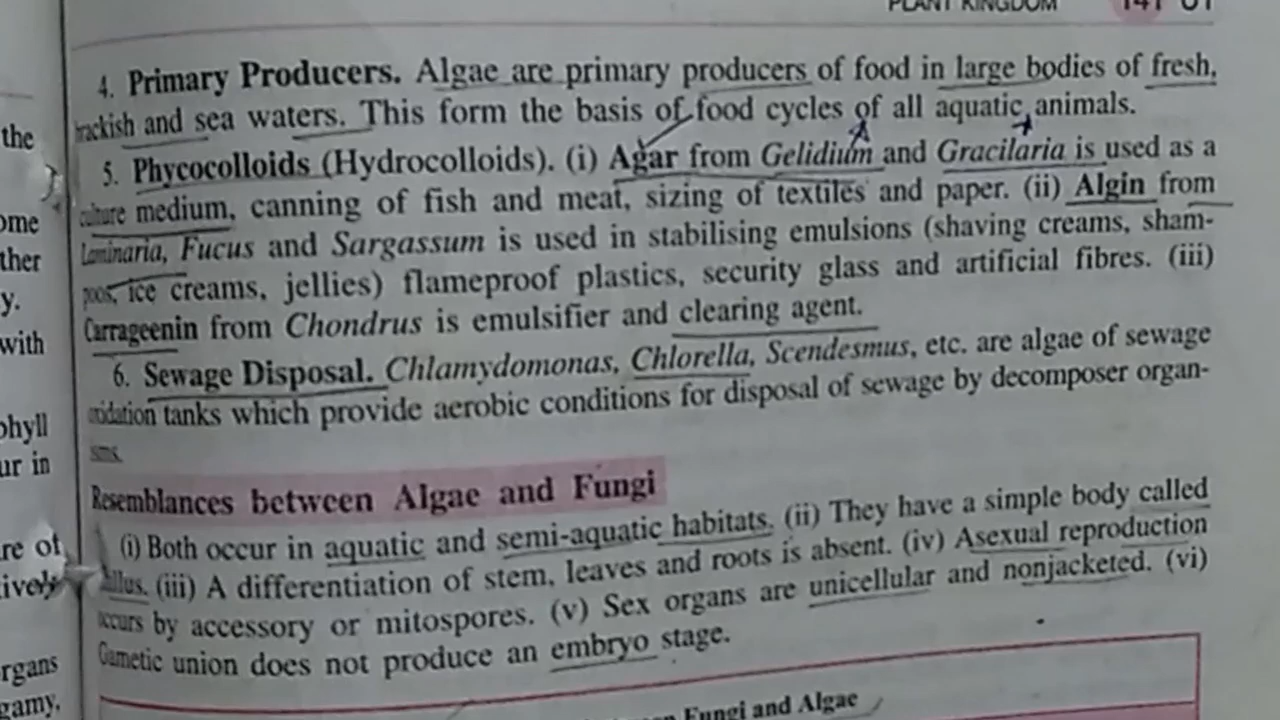 PLANT KINGDOM
4. Primary Producers. Algae are primary producers of food in large bodies of fresh,
and sea waters. This form the basis of food cycles of all aquatic animals.
5. Phycocolloids (Hydrocolloids). (i) Agar from Gelidium and Gracilaria is used as a
culture medium, canning of fish and meat, sizing of textiles and paper. (ii) Algin from
Laminaria, Fucus and Sargassum is used in stabilising emulsions (shaving creams, sham-
poos, ice creams, jellies) flameproof plastics, security glass and artificial fibres. (iii)
Carrageenin from Chondrus is emulsifier and clearing agent.
6. Sewage Disposal. Chlamydomonas, Chlorella, Scendesmus, etc. are algae of sewage
oxidation tanks which provide aerobic conditions for disposal of sewage by decomposer organ-
isms.
Resemblances between Algae and Fungi
(i) Both occur in aquatic and semi-aquatic habitats. (ii) They have a simple body called
thallus. (iii) A differentiation of stem, leaves and roots is absent. (iv) Asexual reproduction
occurs by accessory or mitospores. (v) Sex organs are unicellular and nonjacketed. (vi)
Gametic union does not produce an embryo stage.
Fungi and Algae
the
with